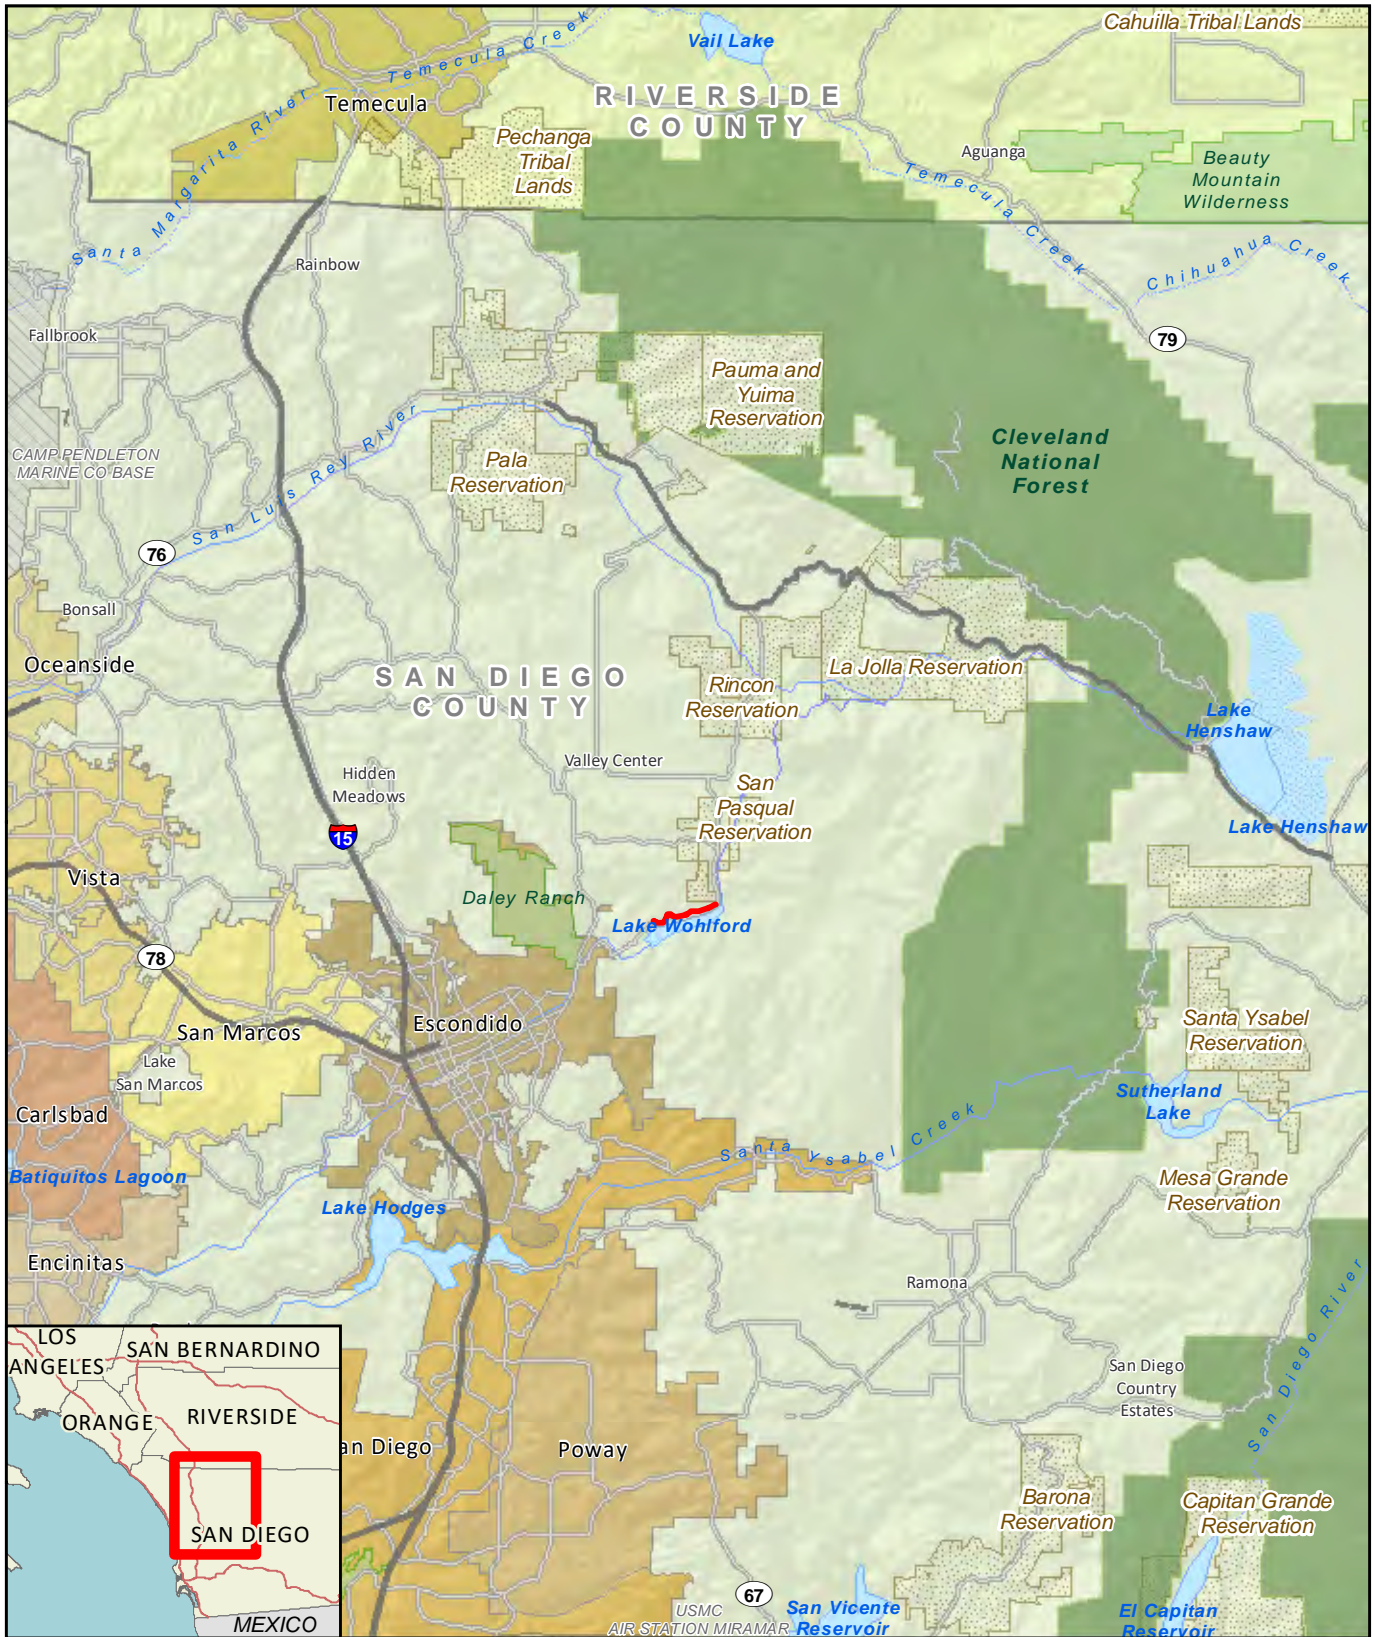 Cahuilla Tribal Lands
Vail Lake
Temecula Creek
Temecula
RIVERSIDE
COUNTY
Santa Margarita River
Pechanga
Tribal
Lands
Aguanga
Beauty
Mountain
Wilderness
Temecula Creek
Chihuahua Creek
Rainbow
Fallbrook
79
Pauma and
Yuima
Reservation
Cleveland
National
Forest
CAMP PENDLETON
MARINE CO BASE
Pala
Reservation
San Luis Rey River
76
Bonsall
Oceanside
SAN DIEGO
COUNTY
La Jolla Reservation
Rincon
Reservation
Lake
Henshaw
Valley Center
Hidden
Meadows
San
Pasqual
Reservation
15
Lake Henshaw
Vista
Daley Ranch
Lake Wohlford
78
San Marcos
Escondido
Santa Ysabel
Reservation
Lake
San Marcos
Sutherland
Lake
Carlsbad
Santa Ysabel Creek
Batiquitos Lagoon
Mesa Grande
Reservation
Lake Hodges
Encinitas
Ramona
San Diego River
LOS
ANGELES
SAN BERNARDINO
ORANGE
RIVERSIDE
SAN DIEGO
MEXICO
San Diego
Country
Estates
an Diego
Poway
Barona
Reservation
Capitan Grande
Reservation
67
USMC
AIR STATION MIRAMAR
San Vicente
Reservoir
El Capitan
Reservoir